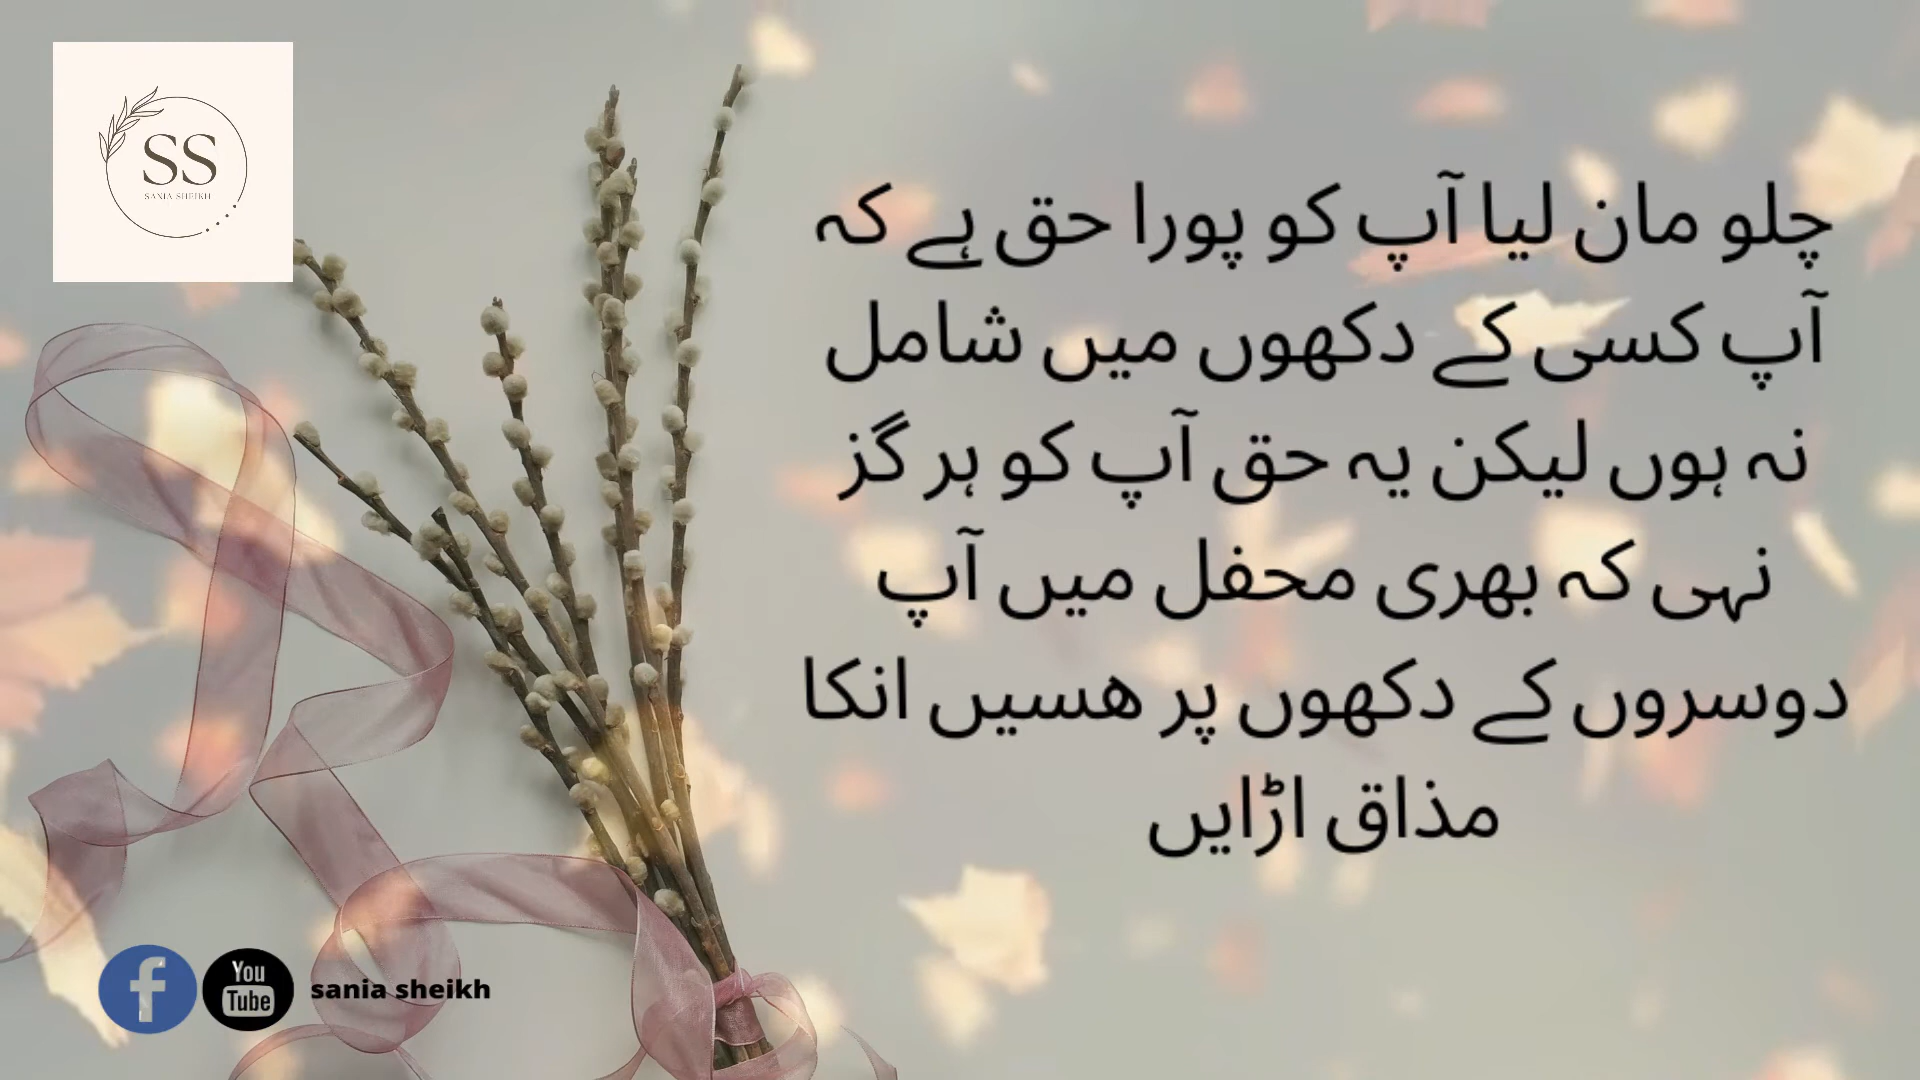 SS
SANIA SHEIKH
چلو مان لیا آپ کو پورا حق ہے کہ
آپ کسی کے دکھوں میں شامل
نہ ہوں لیکن یہ حق آپ کو ہر گز
نہی کہ بھری محفل میں آپ
دوسروں کے دکھوں پر ھسیں انکا
مذاق اڑایں
f
You
Tube
sania sheikh